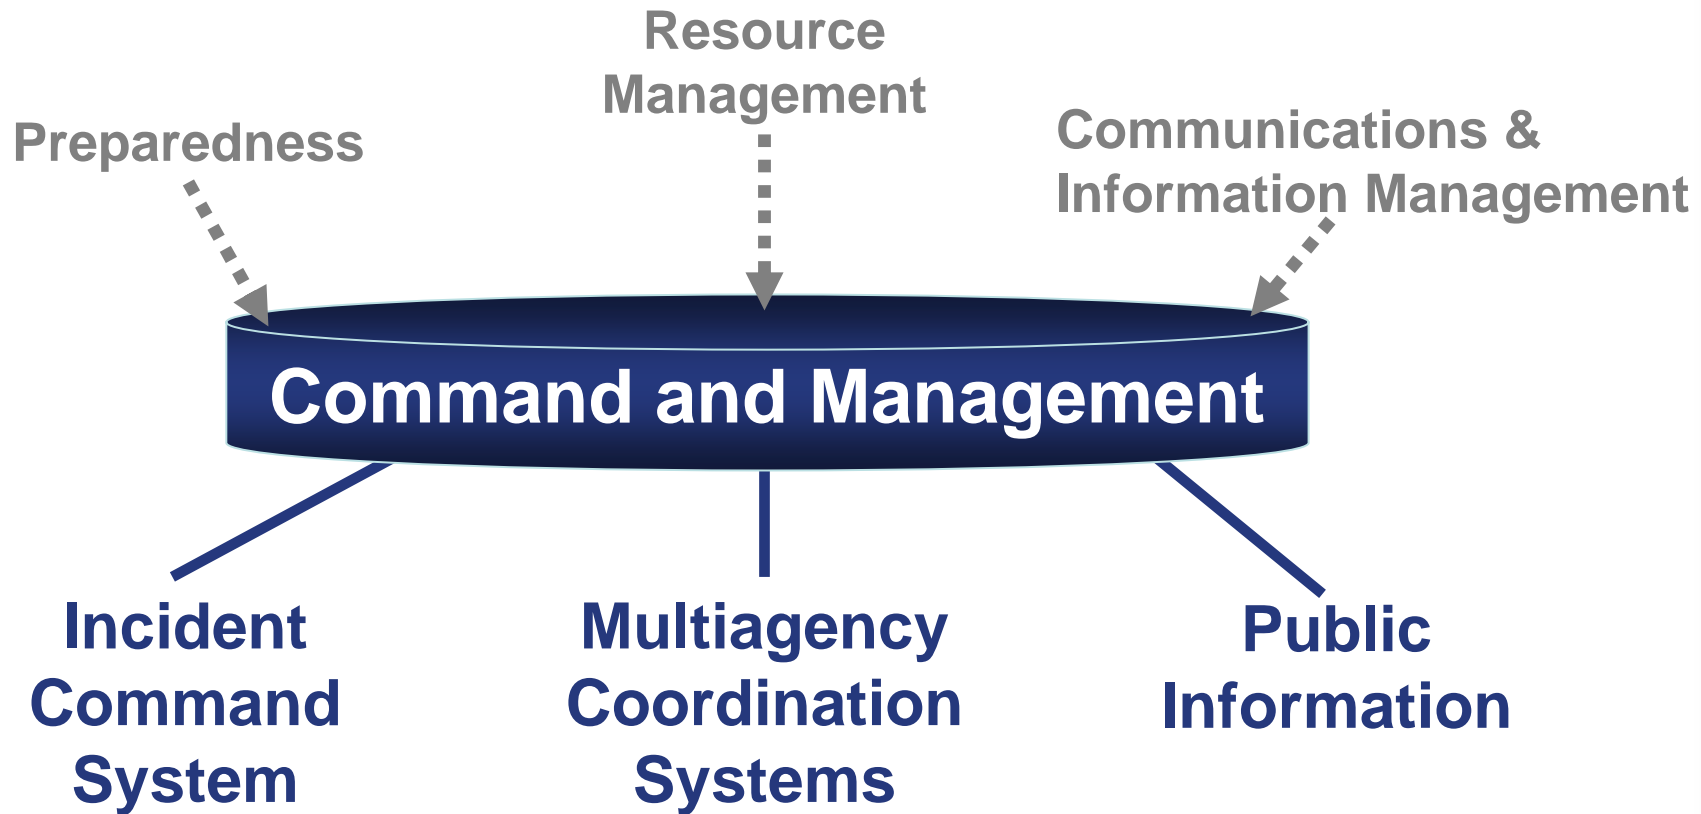 Resource
Management
Preparedness
Communications &
Information Management
Command and Management
Incident
Command
System
Multiagency
Coordination
Systems
Public
Information